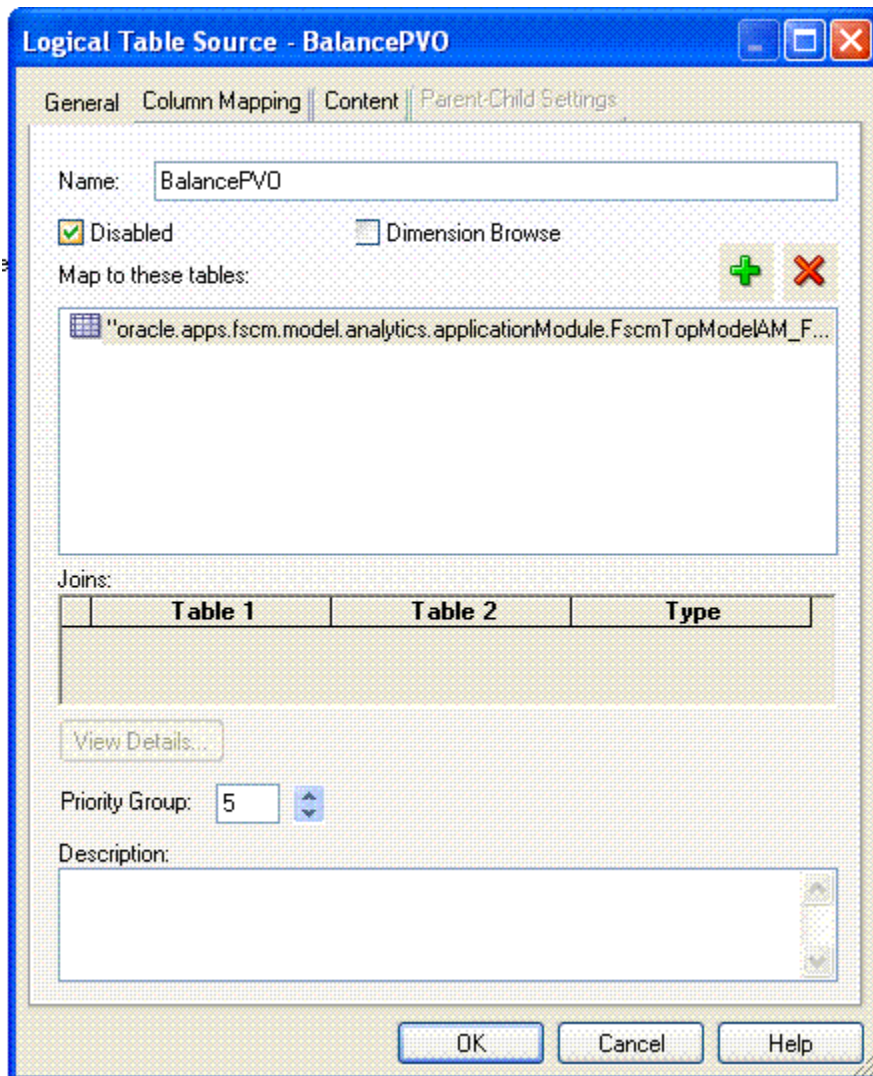 Logical Table Source - BalancePVO
General Column Mapping Content Parent-Child Settings
Name: BalancePVO
Disabled Dimension Browse
Map to these tables:
"oracle.apps.fscm.model.analytics.applicationModule.FscmTopModelAM_F...
Joins:
Table 1 Table 2 Type
View Details...
Priority Group: 5
Description:
OK Cancel Help